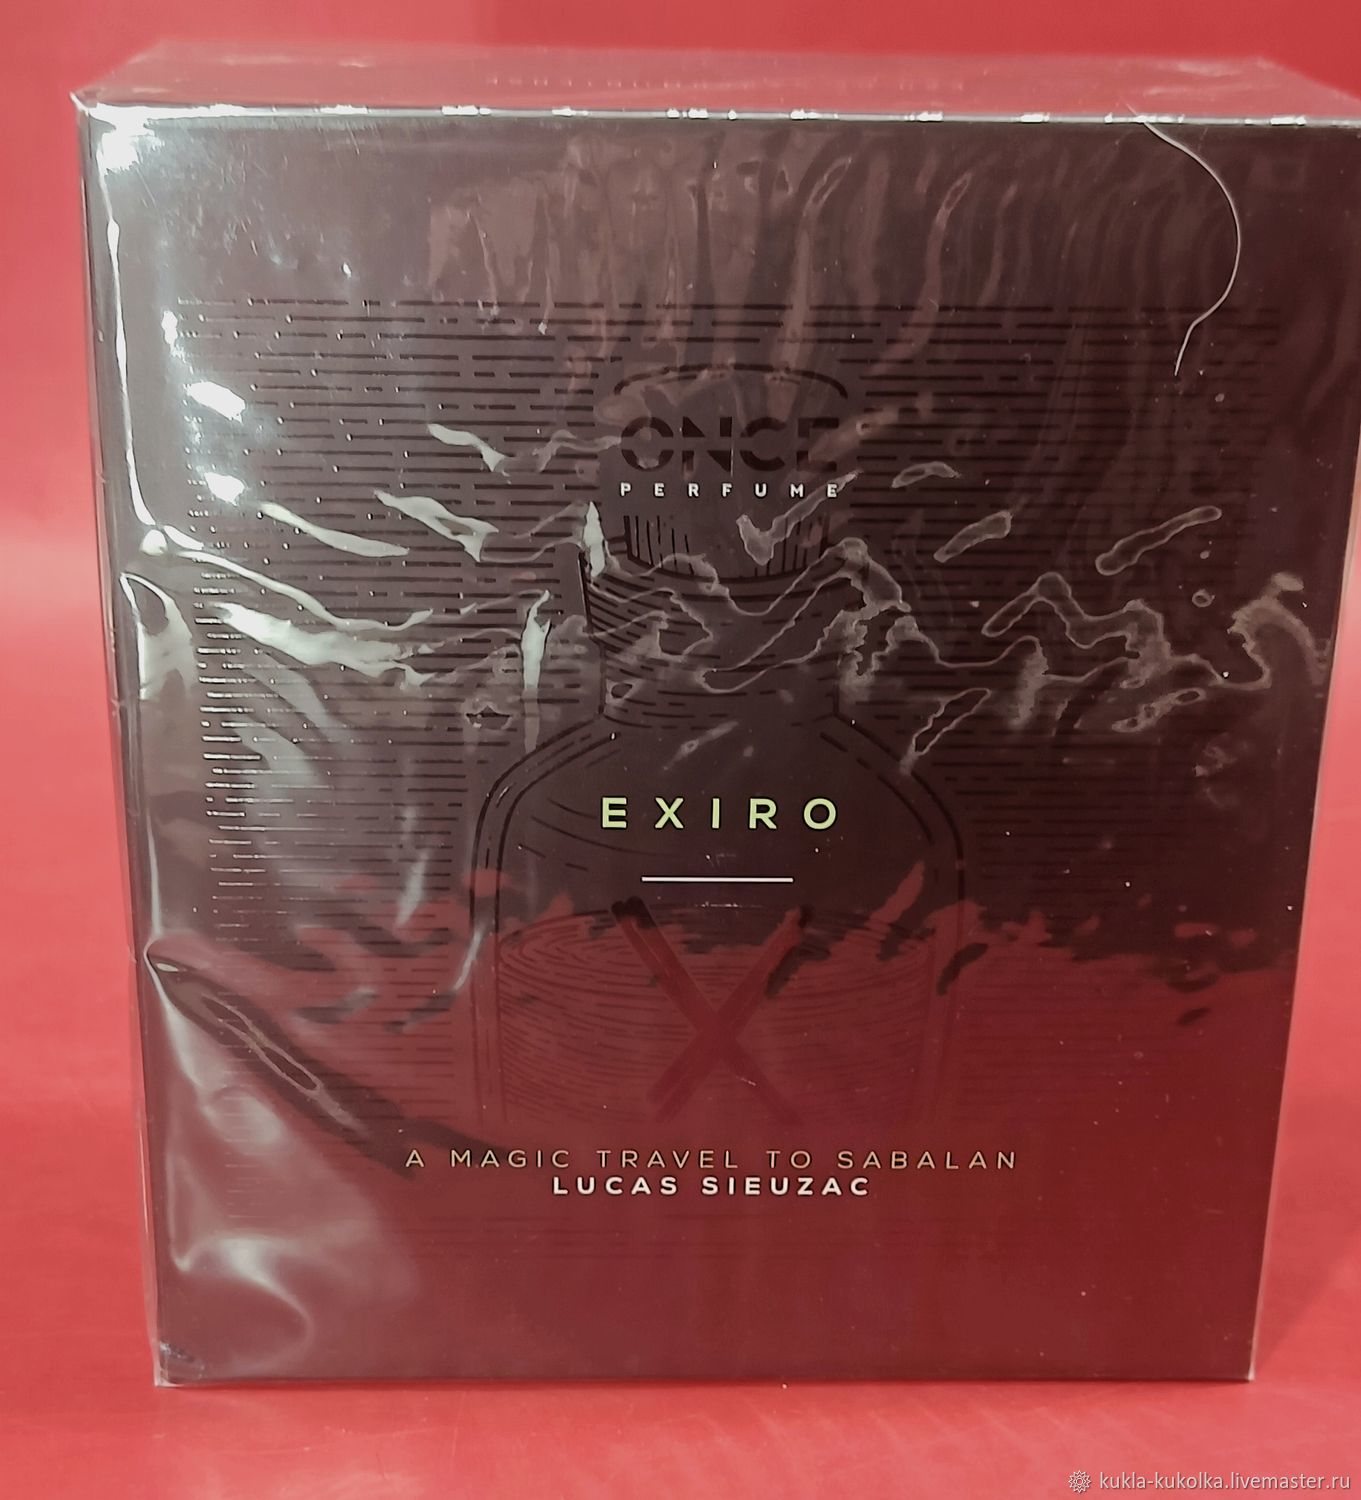 ONCE
PERFUME
EXIRO
A MAGIC TRAVEL TO SABALAN
LUCAS SIEUZAC
kukla-kukolka.livemaster.ru